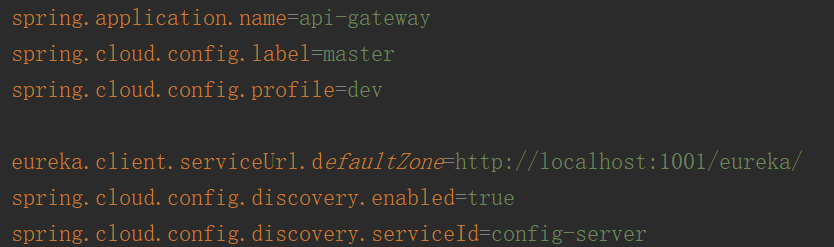 spring.application.name=api-gateway
spring.cloud.config.label=master
spring.cloud.config.profile=dev
eureka.client.serviceUrl.defaultZone=http://localhost:1001/eureka/
spring.cloud.config.discovery.enabled=true
spring.cloud.config.discovery.serviceId=config-server